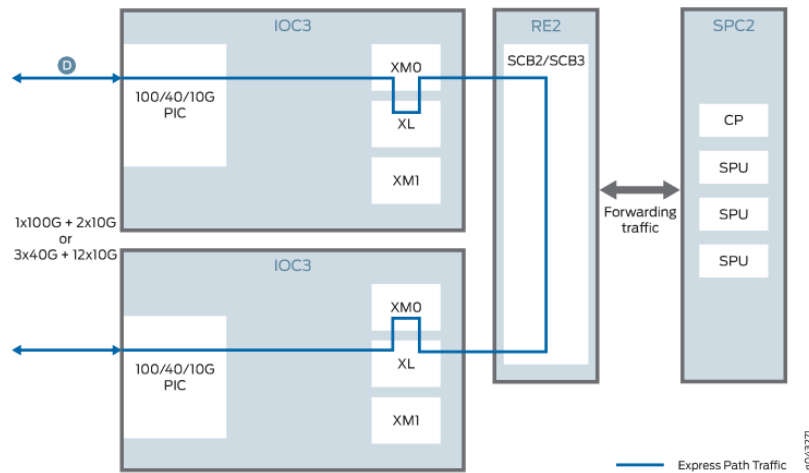 IOC3
RE2
SPC2
D
100/40/10G
PIC
XM0
XL
XM1
SCB2/SCB3
CP
SPU
SPU
SPU
Forwarding
traffic
1x100G + 2x10G
or
3x40G + 12x10G
IOC3
100/40/10G
PIC
XM0
XL
XM1
Express Path Traffic